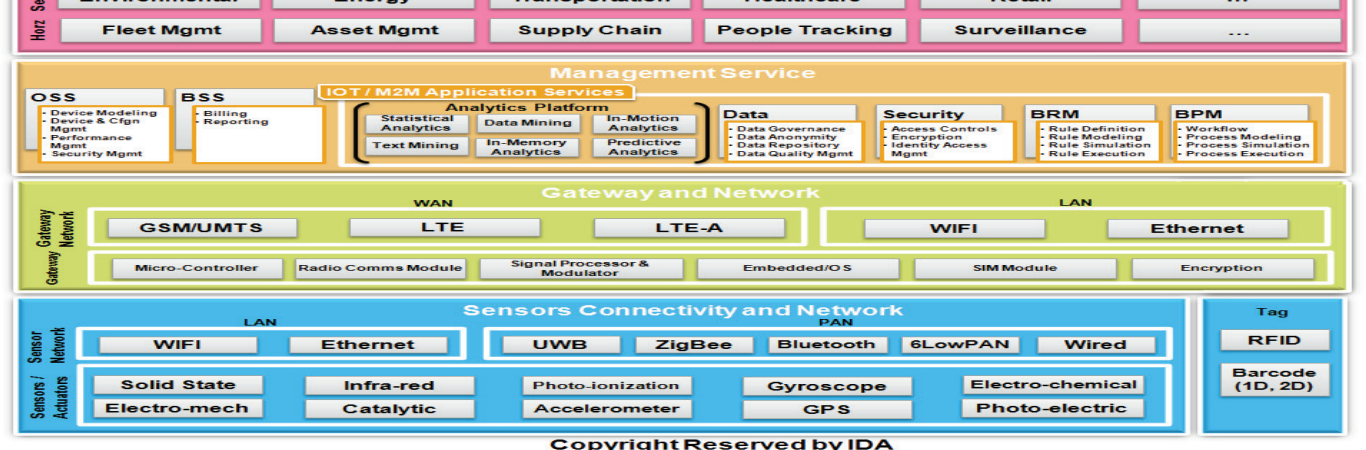 Se
Environmental Energy Transportation Healthcare Retail ...
Horz
Fleet Mgmt Asset Mgmt Supply Chain People Tracking Surveillance ...
Management Service
IOT / M2M Application Services
OSS
- Device Modeling
- Device & Cfgn
Mgmt
- Performance
Mgmt
- Security Mgmt
BSS
- Billing
- Reporting
Analytics Platform
Statistical
Analytics
Data Mining
In-Motion
Analytics
Text Mining
In-Memory
Analytics
Predictive
Analytics
Data
- Data Governance
- Data Anonymity
- Data Repository
- Data Quality Mgmt
Security
- Access Controls
- Encryption
- Identity Access
Mgmt
BRM
- Rule Definition
- Rule Modeling
- Rule Simulation
- Rule Execution
BPM
- Workflow
- Process Modeling
- Process Simulation
- Process Execution
Gateway and Network
Gateway
Network
WAN
GSM/UMTS LTE LTE-A
LAN
WIFI Ethernet
Gateway
Micro-Controller
Radio Comms Module
Signal Processor &
Modulator
Embedded/OS
SIM Module
Encryption
Sensors Connectivity and Network
Sensor
Network
LAN
WIFI Ethernet
PAN
UWB ZigBee Bluetooth 6LowPAN Wired
Sensors /
Actuators
Solid State Infra-red Photo-ionization Gyroscope Electro-chemical
Electro-mech Catalytic Accelerometer GPS Photo-electric
Tag
RFID
Barcode
(1D, 2D)
Copyright Reserved by IDA